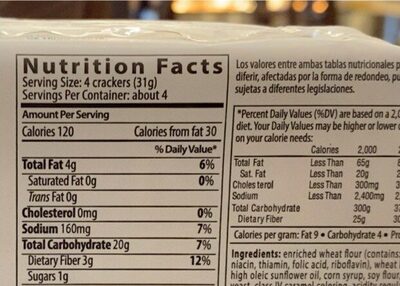 Nutrition Facts
Serving Size: 4 crackers (31g)
Servings Per Container: about 4
Amount Per Serving
Calories 120 Calories from fat 30
% Daily Value*
Total Fat 4g 6%
Saturated Fat 0g 0%
Trans Fat 0g
Cholesterol 0mg 0%
Sodium 160mg 7%
Total Carbohydrate 20g 7%
Dietary Fiber 3g 12%
Sugars 1g
Los valores entre ambas tablas nutricionales p
diferir, afectadas por la forma de redondeo, pu
sujetas a diferentes legislaciones.
*Percent Daily Values (%DV) are based on a 2,0
diet. Your Daily Values may be higher or lower
on your calorie needs:
Calories 2,000
Total Fat Less Than 65g
Sat. Fat Less Than 20g
Cholesterol Less Than 300mg
Sodium Less Than 2,400mg
Total Carbohydrate 300g
Dietary Fiber 25g
Calories per gram: Fat 9 • Carbohydrate 4 • Pro
Ingredients: enriched wheat flour (contains:
niacin, thiamin, folic acid, riboflavin), wheat
high oleic sunflower oil, corn syrup, soy flour,